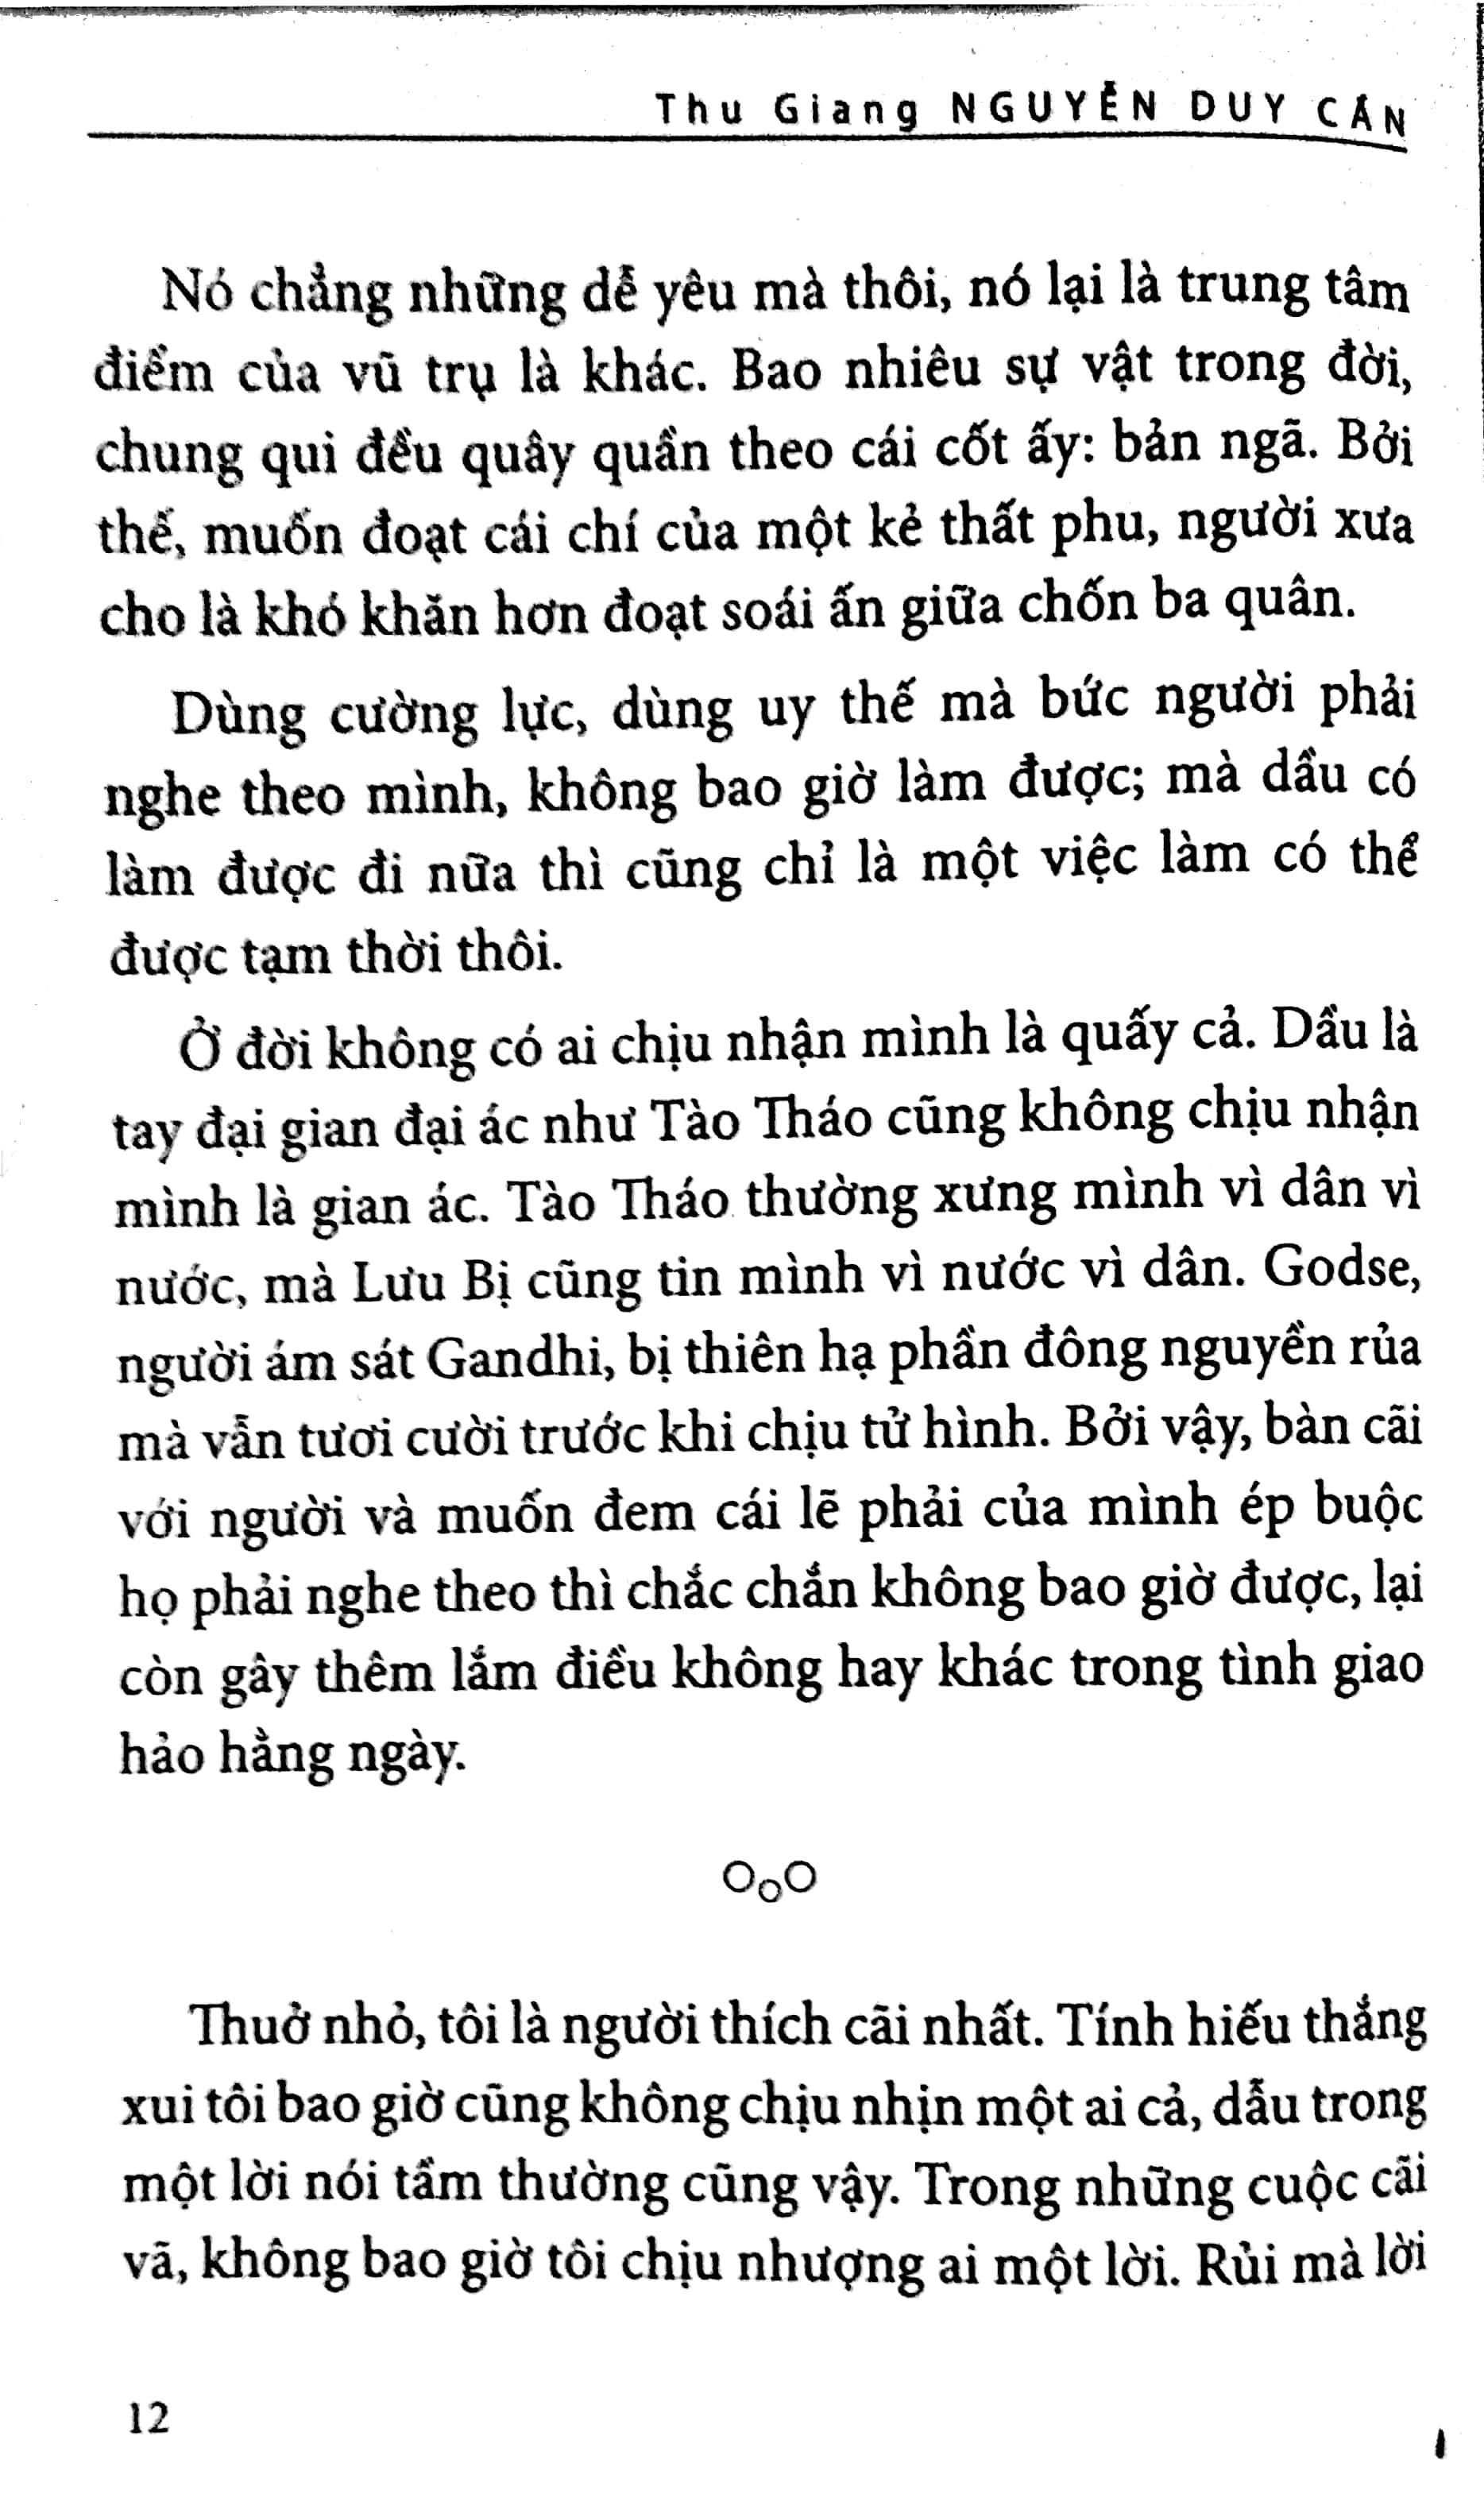 Thu Giang NGUYỄN DUY CẦN
Nó chẳng những dễ yêu mà thôi, nó lại là trung tâm
điểm của vũ trụ là khác. Bao nhiêu sự vật trong đời,
chung qui đều quây quần theo cái cốt ấy: bản ngã. Bởi
thế, muốn đoạt cái chí của một kẻ thất phu, người xưa
cho là khó khăn hơn đoạt soái ấn giữa chốn ba quân.
Dùng cường lực, dùng uy thế mà bức người phải
nghe theo mình, không bao giờ làm được; mà dầu có
làm được đi nữa thì cũng chỉ là một việc làm có thể
được tạm thời thôi.
Ở đời không có ai chịu nhận mình là quấy cả. Dầu là
tay đại gian đại ác như Tào Tháo cũng không chịu nhận
mình là gian ác. Tào Tháo thường xưng mình vì dân vì
nước, mà Lưu Bị cũng tin mình vì nước vì dân. Godse,
người ám sát Gandhi, bị thiên hạ phần đông nguyền rủa
mà vẫn tươi cười trước khi chịu tử hình. Bởi vậy, bàn cãi
với người và muốn đem cái lẽ phải của mình ép buộc
họ phải nghe theo thì chắc chắn không bao giờ được, lại
còn gây thêm lắm điều không hay khác trong tình giao
hảo hằng ngày.
Thuở nhỏ, tôi là người thích cãi nhất. Tính hiếu thắng
xui tôi bao giờ cũng không chịu nhịn một ai cả, dẫu trong
một lời nói tầm thường cũng vậy. Trong những cuộc cãi
vã, không bao giờ tôi chịu nhượng ai một lời. Rủi mà lời
12